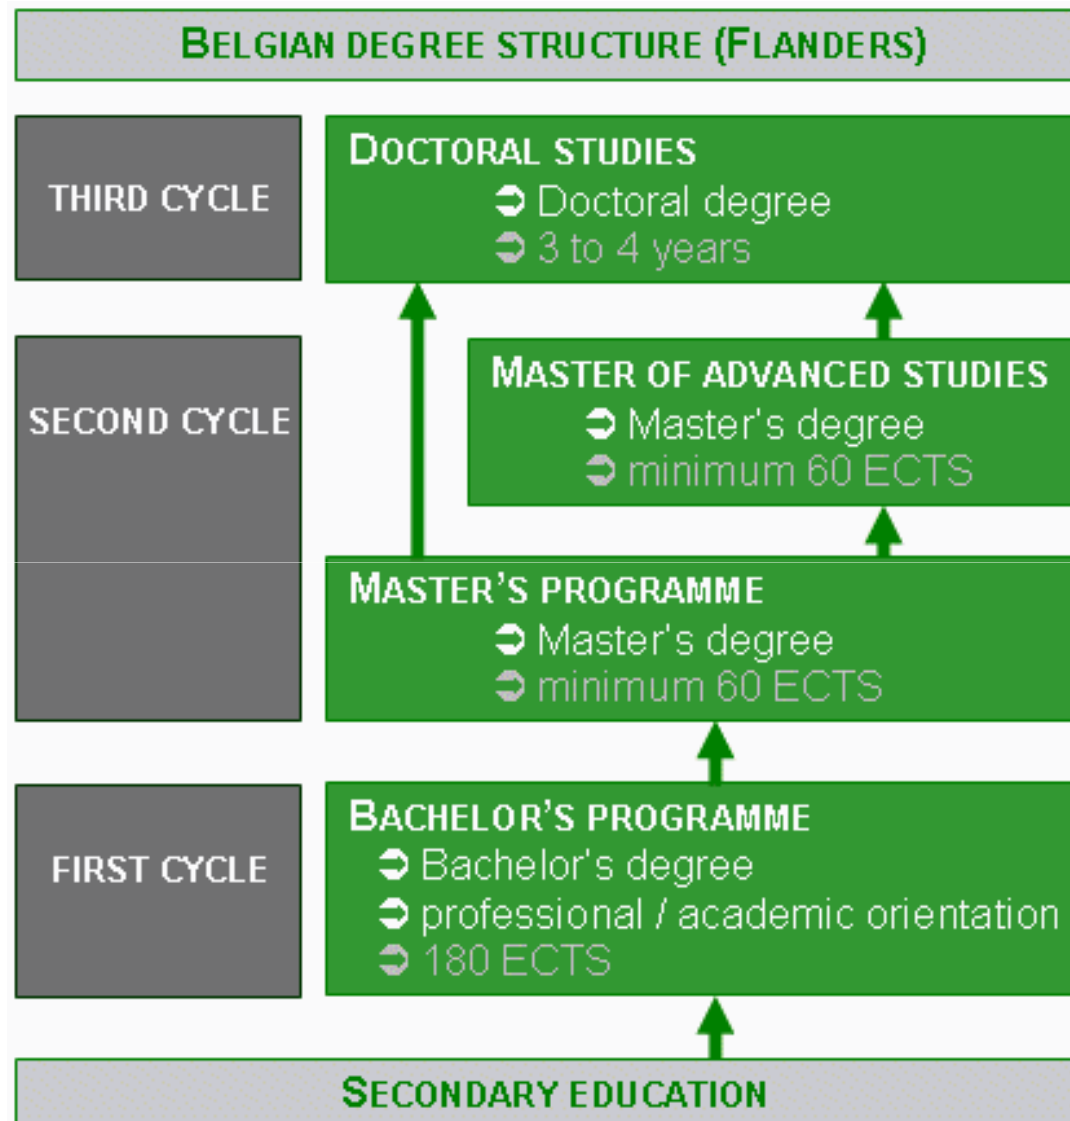 BELGIAN DEGREE STRUCTURE (FLANDERS)
THIRD CYCLE
DOCTORAL STUDIES
➲ Doctoral degree
➲ 3 to 4 years
SECOND CYCLE
MASTER OF ADVANCED STUDIES
➲ Master's degree
➲ minimum 60 ECTS
MASTER'S PROGRAMME
➲ Master's degree
➲ minimum 60 ECTS
FIRST CYCLE
BACHELOR'S PROGRAMME
➲ Bachelor's degree
➲ professional / academic orientation
➲ 180 ECTS
SECONDARY EDUCATION